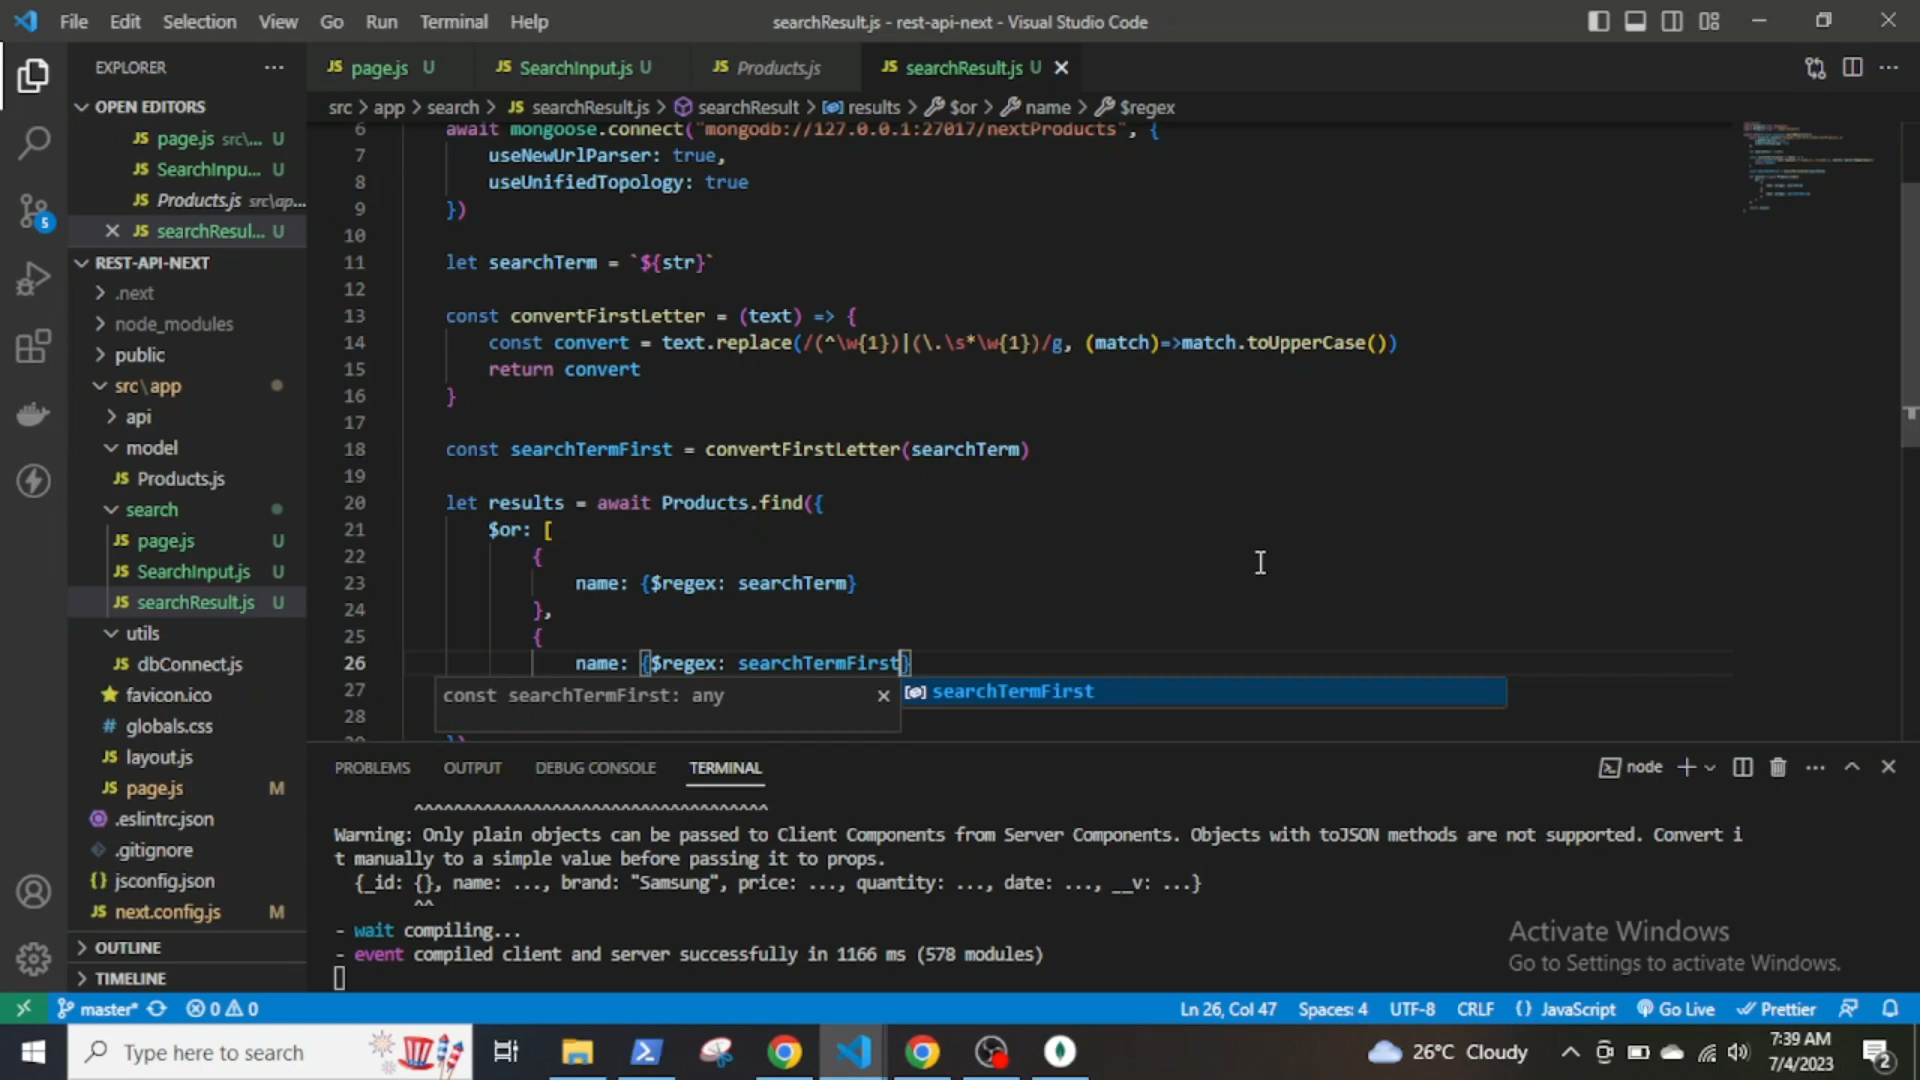 File Edit Selection View Go Run Terminal Help
searchResult.js - rest-api-next - Visual Studio Code
EXPLORER
JS page.js U
JS SearchInput.js U
JS Products.js
JS searchResult.js U
OPEN EDITORS
JS page.js src\... U
JS SearchInpu... U
JS Products.js src\ap...
JS searchResul... U
REST-API-NEXT
.next
node_modules
public
src\app
api
model
JS Products.js
search
JS page.js U
JS SearchInput.js U
JS searchResult.js U
utils
JS dbConnect.js
favicon.ico
# globals.css
JS layout.js
JS page.js M
.eslintrc.json
.gitignore
{} jsconfig.json
JS next.config.js M
OUTLINE
TIMELINE
5
src > app > search > JS searchResult.js > searchResult > results > $or > name > $regex
6 await mongoose.connect("mongodb://127.0.0.1:27017/nextProducts", {
7 useNewUrlParser: true,
8 useUnifiedTopology: true
9 })
10
11 let searchTerm = `${str}`
12
13 const convertFirstLetter = (text) => {
14 const convert = text.replace(/(^\w{1})|(\.\s*\w{1})/g, (match)=>match.toUpperCase())
15 return convert
16 }
17
18 const searchTermFirst = convertFirstLetter(searchTerm)
19
20 let results = await Products.find({
21 $or: [
22 {
23 name: {$regex: searchTerm}
24 },
25 {
26 name: {$regex: searchTermFirst}
27
28
29 })
const searchTermFirst: any
searchTermFirst
PROBLEMS OUTPUT DEBUG CONSOLE TERMINAL
node
^^^^^^^^^^^^^^^^^^^^^^^^^^^^^^^^^^^^
Warning: Only plain objects can be passed to Client Components from Server Components. Objects with toJSON methods are not supported. Convert i
t manually to a simple value before passing it to props.
{_id: {}, name: ..., brand: "Samsung", price: ..., quantity: ..., date: ..., __v: ...}
^^
- wait compiling...
- event compiled client and server successfully in 1166 ms (578 modules)
Activate Windows
Go to Settings to activate Windows.
master* 0 0
Ln 26, Col 47 Spaces: 4 UTF-8 CRLF {} JavaScript Go Live Prettier
Type here to search
26°C Cloudy
7:39 AM
7/4/2023
2